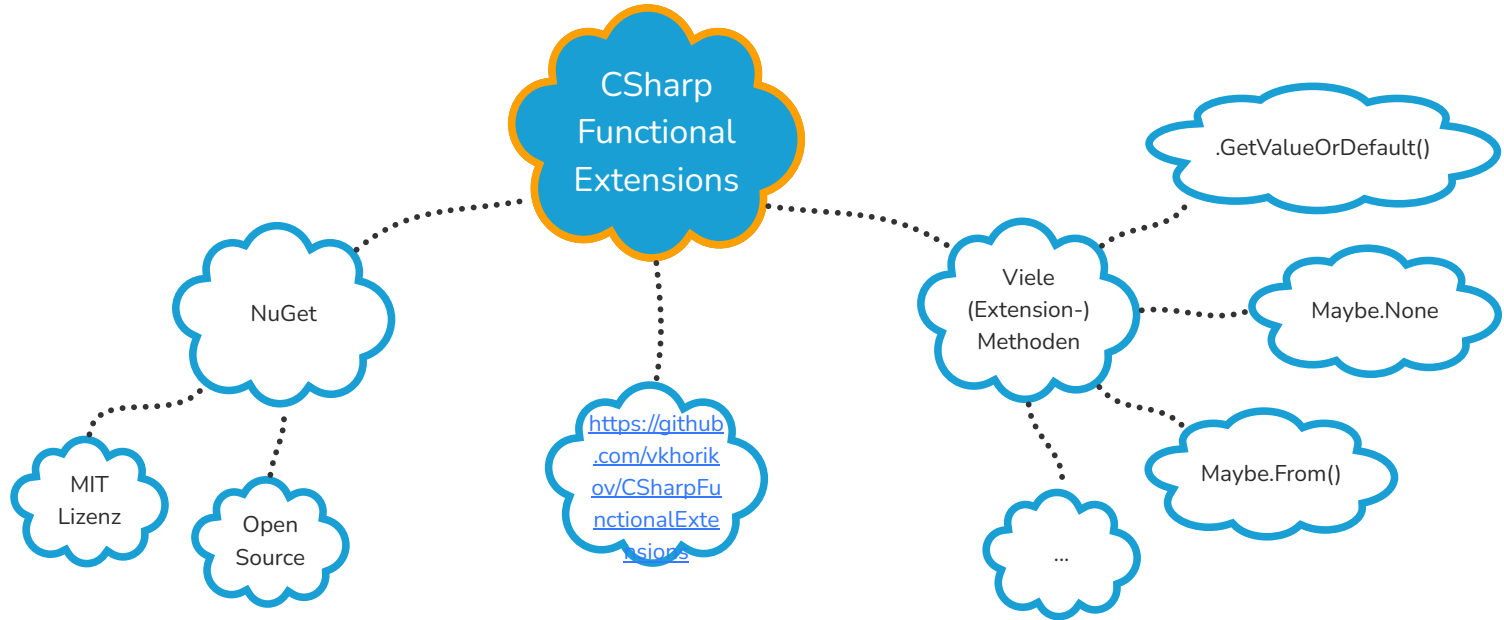 CSharp
Functional
Extensions
.GetValueOrDefault()
NuGet
Viele
(Extension-)
Methoden
Maybe.None
https://github
.com/vkhorik
ov/CSharpFu
nctionalExte
nsions
MIT
Lizenz
Open
Source
Maybe.From()
...